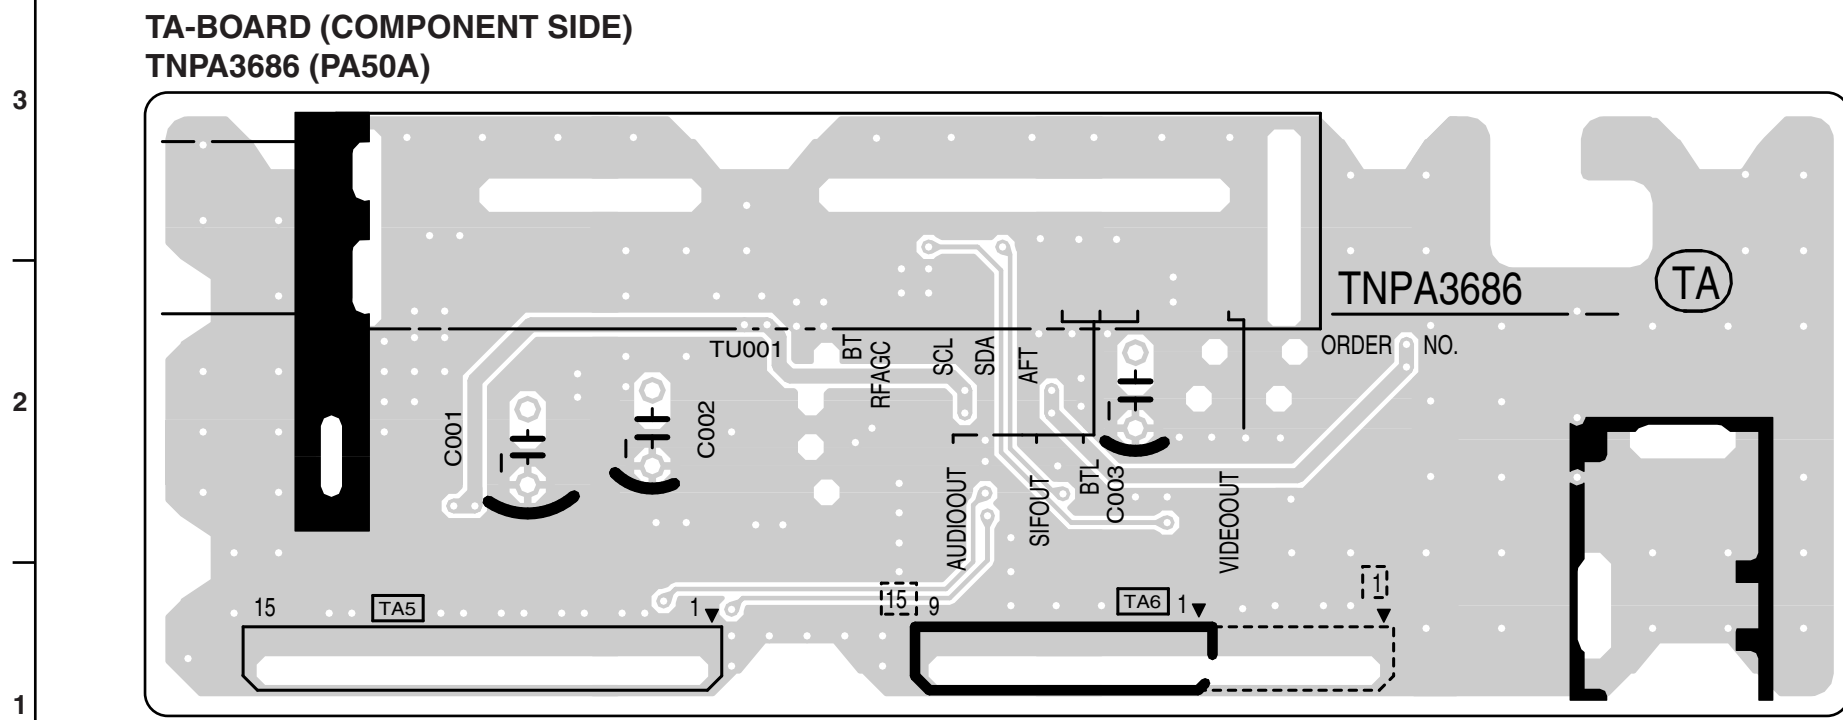 TA-BOARD (COMPONENT SIDE)
TNPA3686 (PA50A)
3
TNPA3686
TA
TU001
BT
RFAGC
SCL
SDA
AFT
ORDER NO.
2
C001
C002
AUDIOOUT
SIFOUT
BTL
C003
VIDEOOUT
15
TA5
1
15
9
TA6
1
1
1